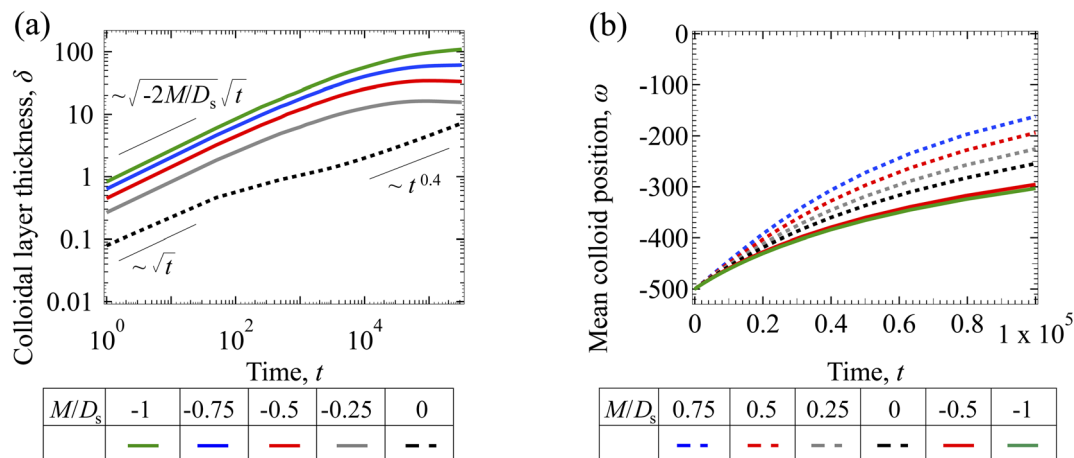 (a)
Colloidal layer thickness, δ
100
10
1
0.1
0.01
~√-2M/Dₛ √t
~ t^0.4
~ √t
10^0
10^2
10^4
Time, t
M/Dₛ -1 -0.75 -0.5 -0.25 0
(b)
Mean colloid position, ω
0
-100
-200
-300
-400
-500
0 0.2 0.4 0.6 0.8 1 x 10^5
Time, t
M/Dₛ 0.75 0.5 0.25 0 -0.5 -1